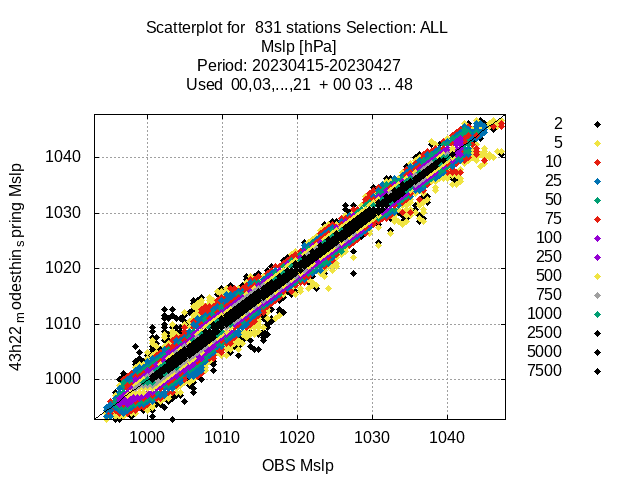 Scatterplot for  831 stations Selection: ALL
Mslp [hPa]
Period: 20230415-20230427
Used  00,03,...,21  + 00 03 ... 48
43h22 modesthin spring Mslp
1040
1030
1020
1010
1000
1000 1010 1020 1030 1040
OBS Mslp
2
5
10
25
50
75
100
250
500
750
1000
2500
5000
7500